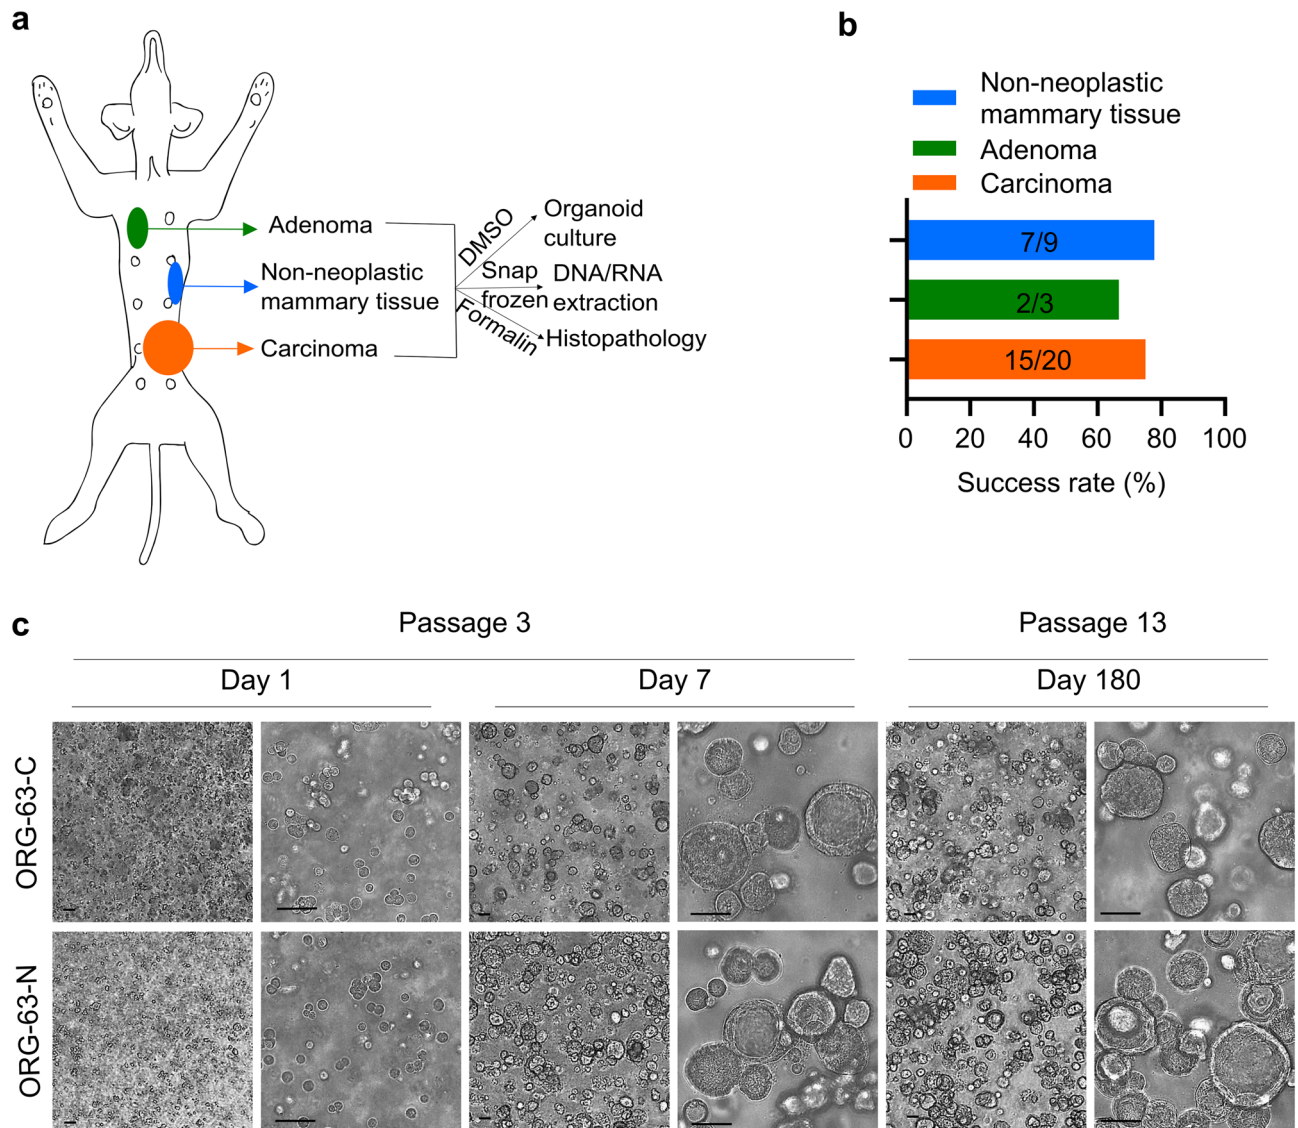 a
Adenoma
Non-neoplastic
mammary tissue
Carcinoma
DMSO
Snap
frozen
Formalin
Organoid
culture
DNA/RNA
extraction
Histopathology
b
Non-neoplastic
mammary tissue
Adenoma
Carcinoma
7/9
2/3
15/20
0 20 40 60 80 100
Success rate (%)
c
Passage 3 Passage 13
Day 1 Day 7 Day 180
ORG-63-C
ORG-63-N